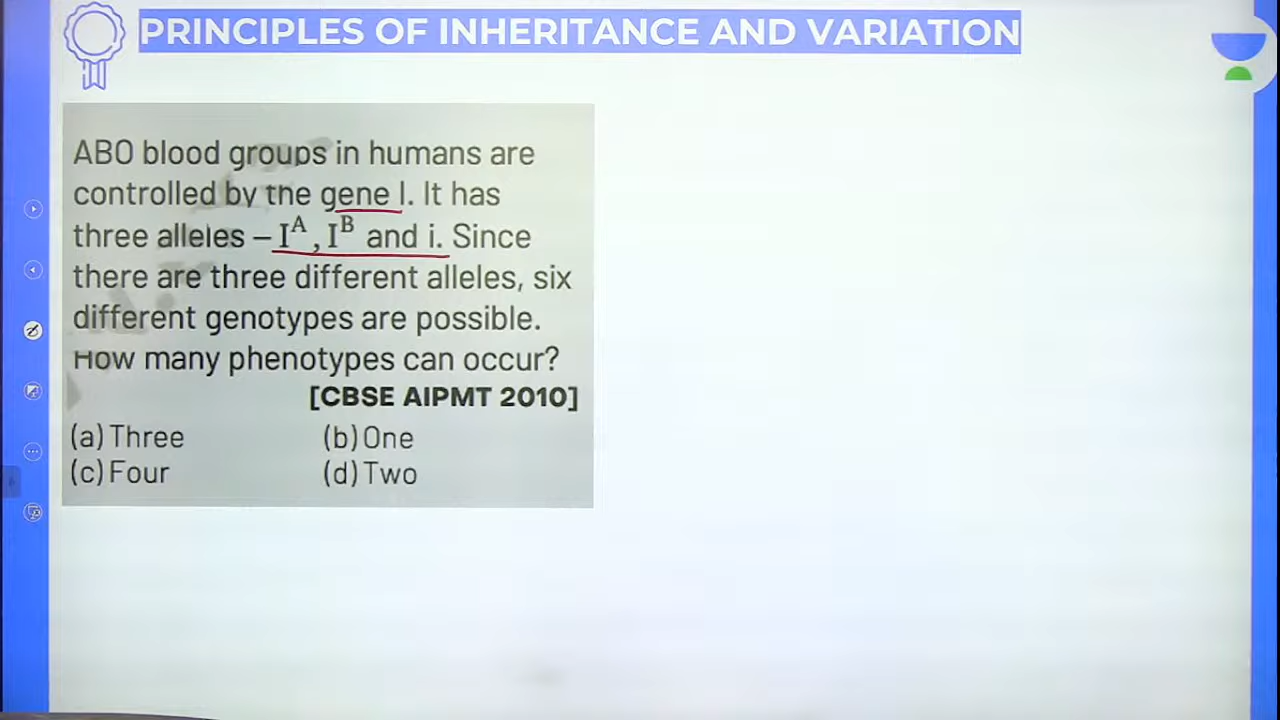 PRINCIPLES OF INHERITANCE AND VARIATION
ABO blood groups in humans are
controlled by the gene I. It has
three alleles – I^A, I^B and i. Since
there are three different alleles, six
different genotypes are possible.
How many phenotypes can occur?
[CBSE AIPMT 2010]
(a) Three (b) One
(c) Four (d) Two